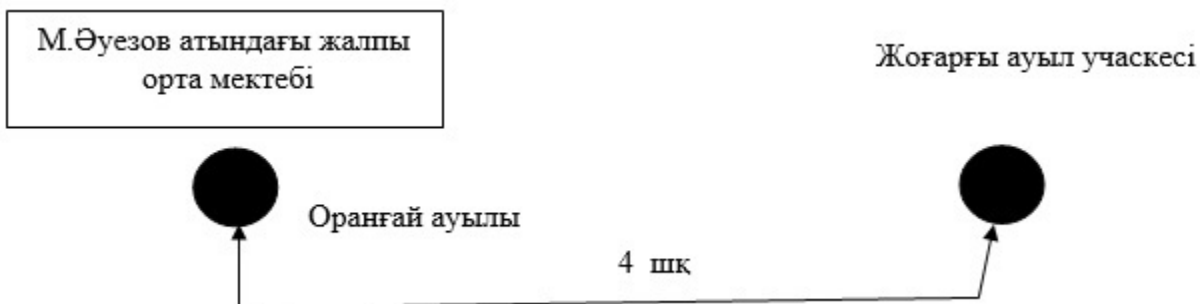 М.Әуезов атындағы жалпы
орта мектебі
Жоғарғы ауыл учаскесі
Оранғай ауылы
4 шқ